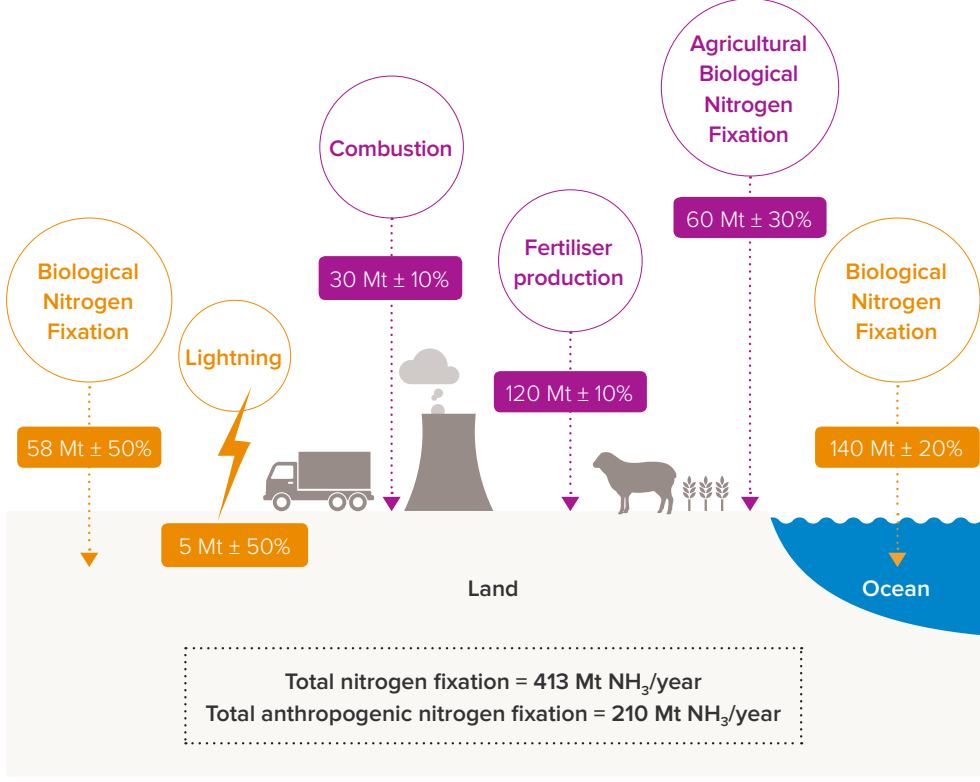 Agricultural
Biological
Nitrogen
Fixation
Combustion
60 Mt ± 30%
Fertiliser
production
Biological
Nitrogen
Fixation
30 Mt ± 10%
Biological
Nitrogen
Fixation
Lightning
120 Mt ± 10%
58 Mt ± 50%
140 Mt ± 20%
5 Mt ± 50%
Land
Ocean
Total nitrogen fixation = 413 Mt NH₃/year
Total anthropogenic nitrogen fixation = 210 Mt NH₃/year